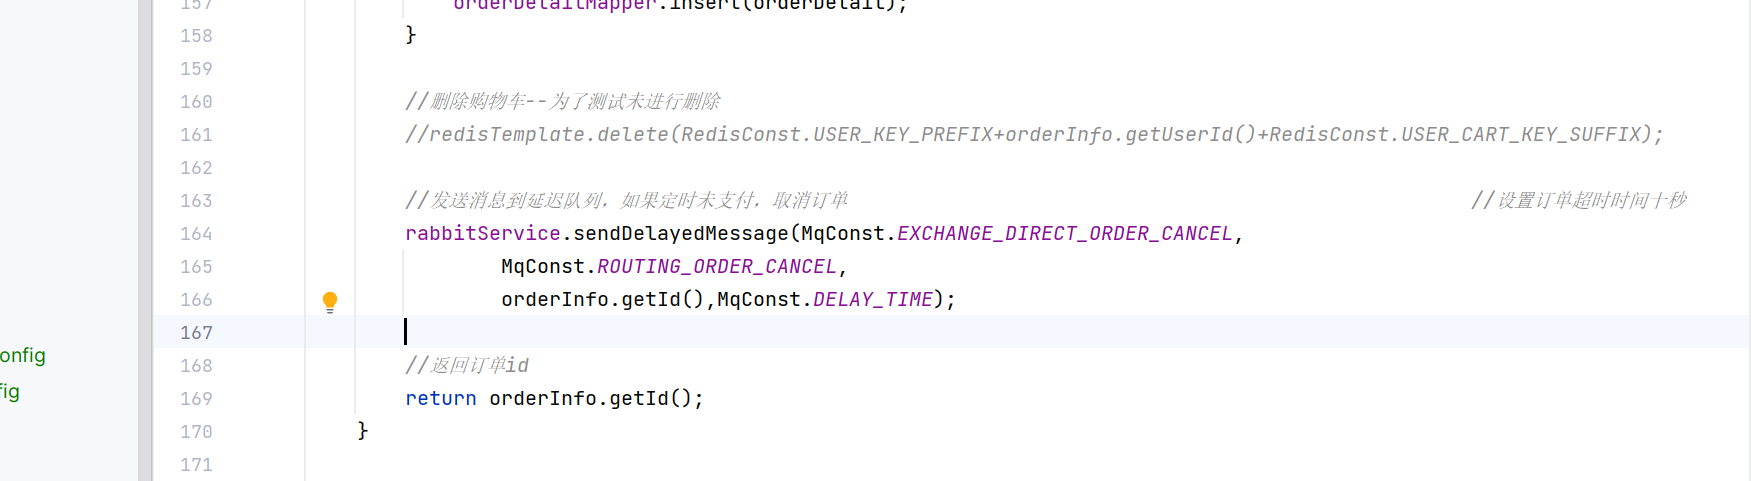 157 orderDetailMapper.insert(orderDetail);
158 }
159
160 //删除购物车--为了测试未进行删除
161 //redisTemplate.delete(RedisConst.USER_KEY_PREFIX+orderInfo.getUserId()+RedisConst.USER_CART_KEY_SUFFIX);
162
163 //发送消息到延迟队列，如果定时未支付，取消订单 //设置订单超时时间十秒
164 rabbitService.sendDelayedMessage(MqConst.EXCHANGE_DIRECT_ORDER_CANCEL,
165 MqConst.ROUTING_ORDER_CANCEL,
166 orderInfo.getId(),MqConst.DELAY_TIME);
167
onfig
168 //返回订单id
fig
169 return orderInfo.getId();
170 }
171